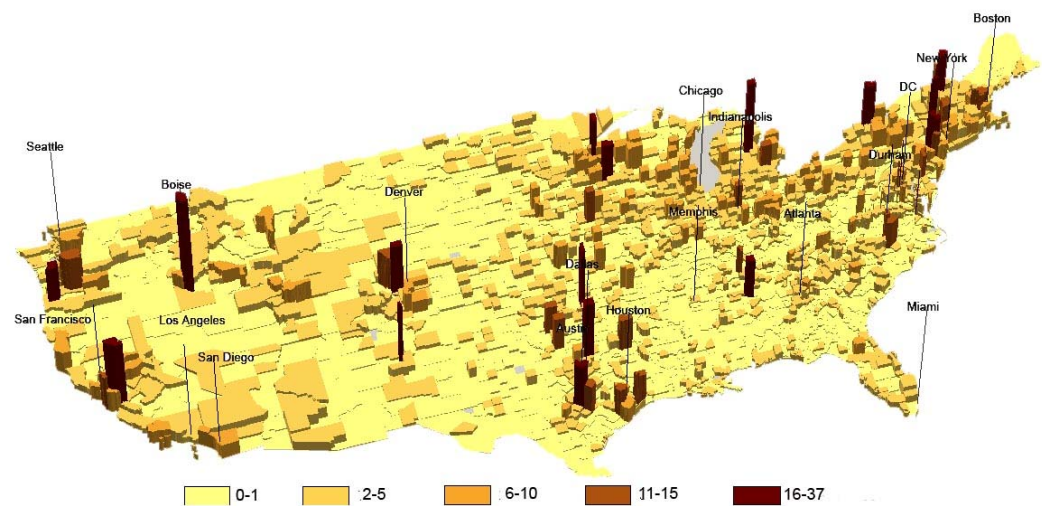 Boston
New York
DC
Chicago
Indianapolis
Seattle
Durham
Boise
Denver
Memphis
Atlanta
Dallas
Miami
Houston
San Francisco
Los Angeles
Austin
San Diego
0-1
2-5
6-10
11-15
16-37